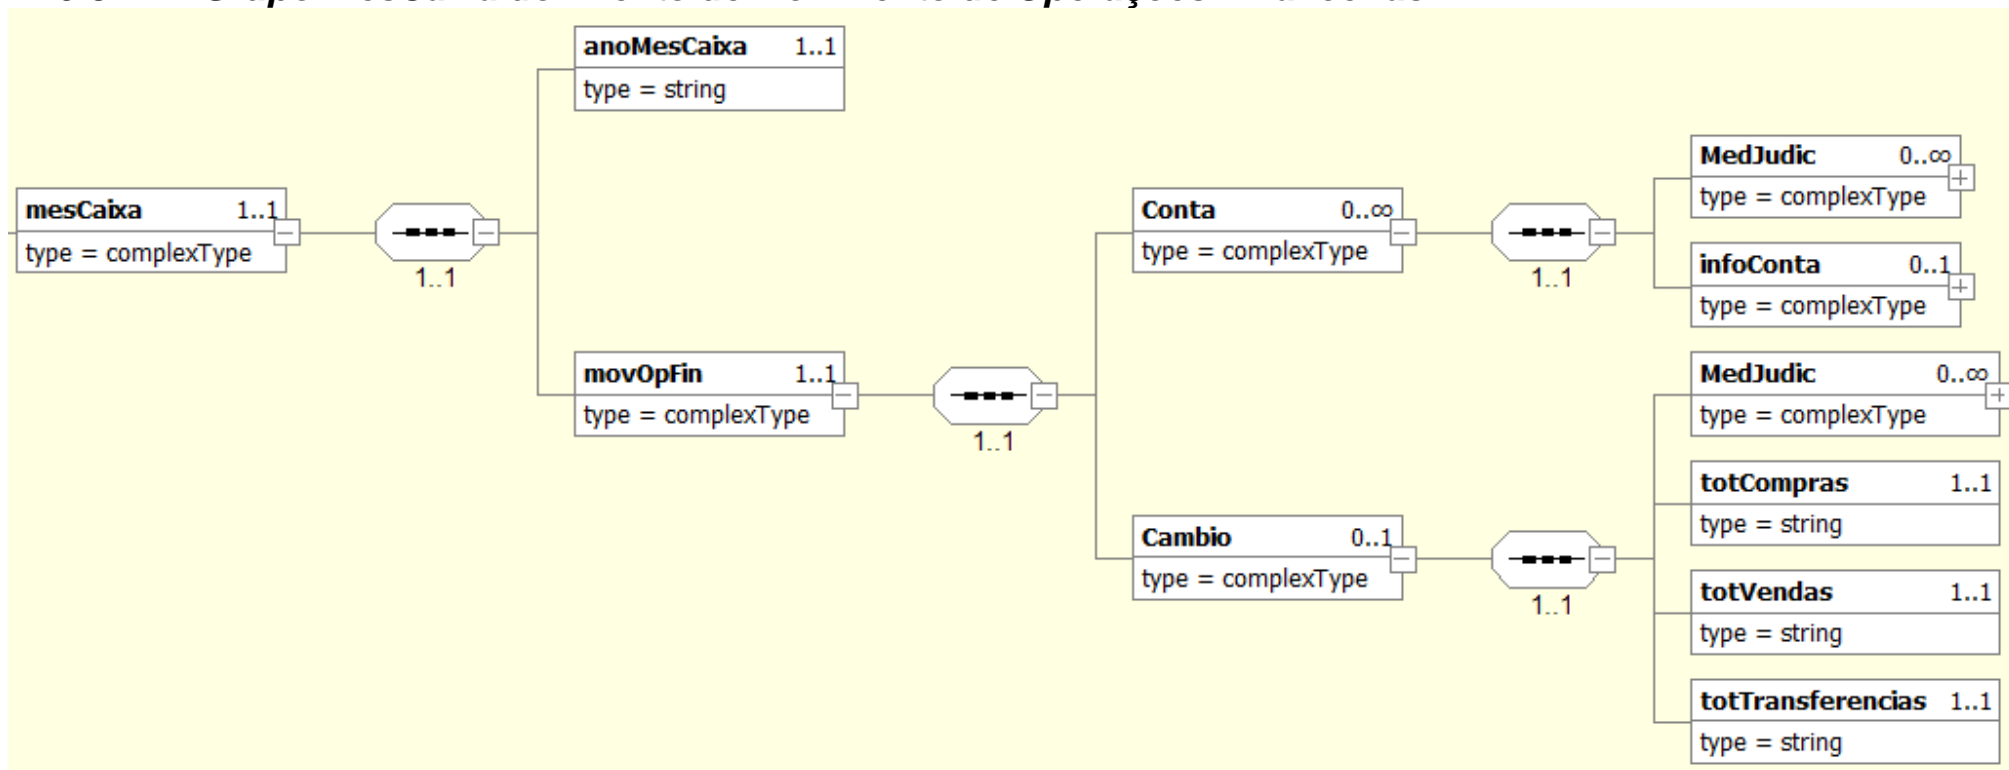 anoMesCaixa 1..1
type = string
mesCaixa 1..1
type = complexType
1..1
movOpFin 1..1
type = complexType
1..1
Conta 0..∞
type = complexType
1..1
MedJudic 0..∞
type = complexType
infoConta 0..1
type = complexType
Cambio 0..1
type = complexType
1..1
MedJudic 0..∞
type = complexType
totCompras 1..1
type = string
totVendas 1..1
type = string
totTransferencias 1..1
type = string